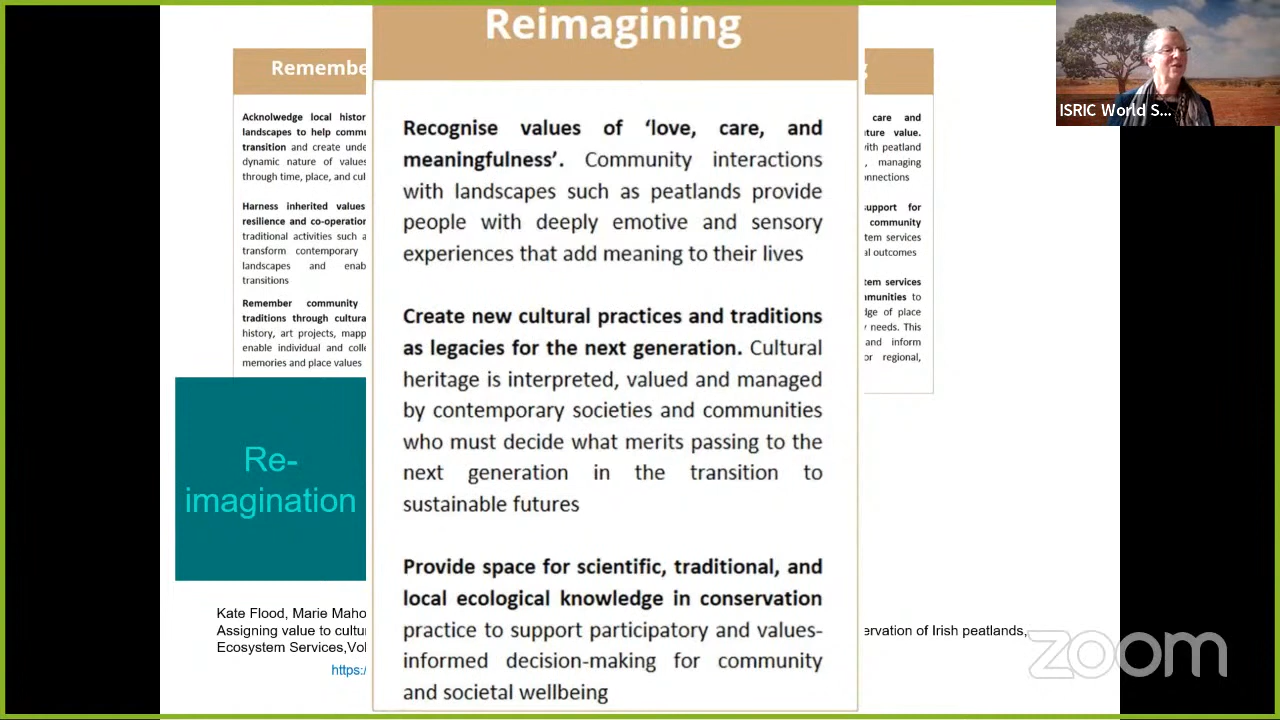 Reimagining
Recognise values of ‘love, care, and
meaningfulness’. Community interactions
with landscapes such as peatlands provide
people with deeply emotive and sensory
experiences that add meaning to their lives
Create new cultural practices and traditions
as legacies for the next generation. Cultural
heritage is interpreted, valued and managed
by contemporary societies and communities
who must decide what merits passing to the
next generation in the transition to
sustainable futures
Provide space for scientific, traditional, and
local ecological knowledge in conservation
practice to support participatory and values-
informed decision-making for community
and societal wellbeing
Remembe
Acknolwedge local histor
landscapes to help commu
transition and create unde
dynamic nature of values
through time, place, and cul
Harness inherited values
resilience and co-operation
traditional activities such a
transform contemporary
landscapes and enab
transitions
Remember community
traditions through cultura
history, art projects, mapp
enable individual and colle
memories and place values
care and
ture value.
with peatland
, managing
nnections
support for
community
tem services
al outcomes
tem services
mmunities to
dge of place
y needs. This
and inform
or regional,
Re-
imagination
Kate Flood, Marie Maho
Assigning value to cultu
ervation of Irish peatlands,
Ecosystem Services,Vol
https:/
ISRIC World S...
zoom